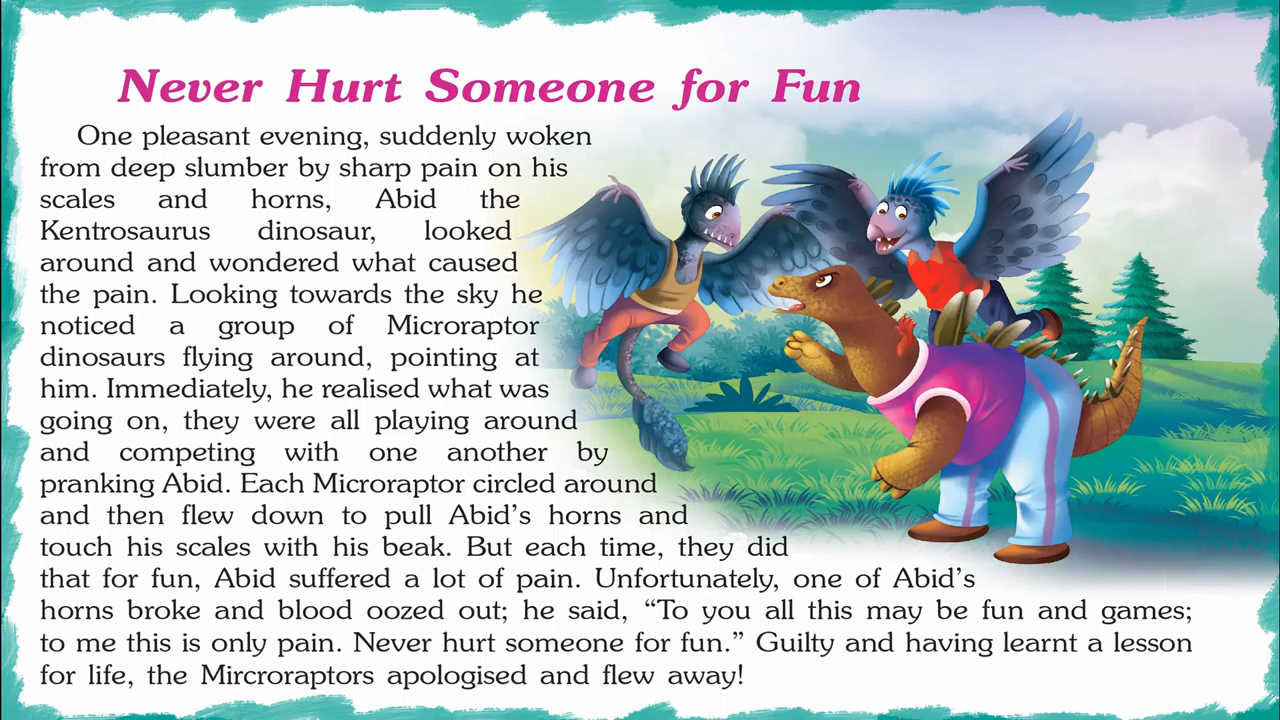 Never Hurt Someone for Fun
One pleasant evening, suddenly woken
from deep slumber by sharp pain on his
scales and horns, Abid the
Kentrosaurus dinosaur, looked
around and wondered what caused
the pain. Looking towards the sky he
noticed a group of Microraptor
dinosaurs flying around, pointing at
him. Immediately, he realised what was
going on, they were all playing around
and competing with one another by
pranking Abid. Each Microraptor circled around
and then flew down to pull Abid’s horns and
touch his scales with his beak. But each time, they did
that for fun, Abid suffered a lot of pain. Unfortunately, one of Abid’s
horns broke and blood oozed out; he said, “To you all this may be fun and games;
to me this is only pain. Never hurt someone for fun.” Guilty and having learnt a lesson
for life, the Mircroraptors apologised and flew away!